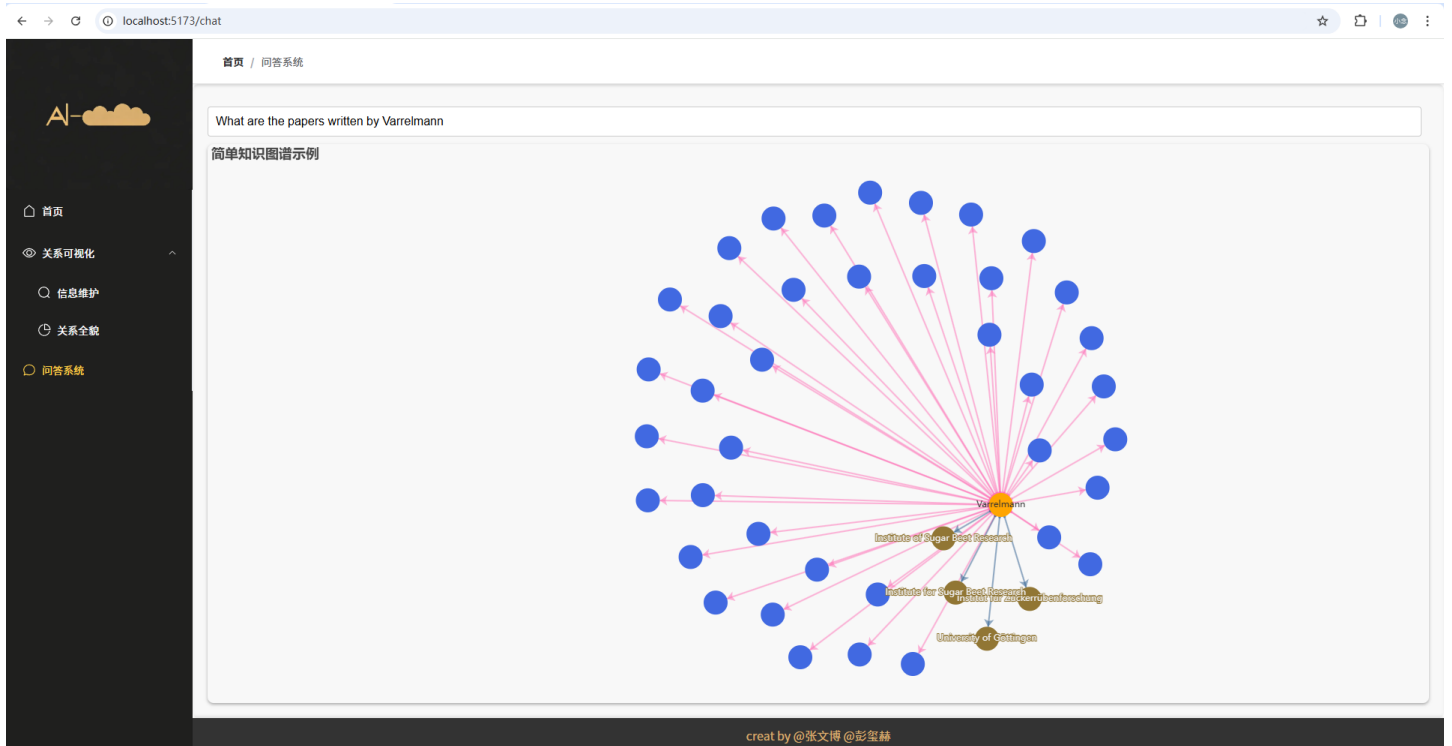 localhost:5173/chat
小志
首页 / 问答系统
AI-
What are the papers written by Varrelmann
简单知识图谱示例
首页
关系可视化
信息维护
关系全貌
问答系统
Varrelmann
Institute of Sugar Beet Research
Institute for Sugar Beet Research
Institut für Zuckerrübenforschung
University of Göttingen
creat by @张文博 @彭玺赫